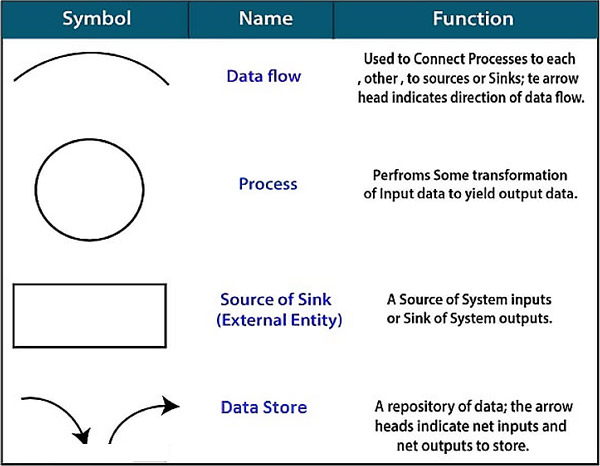 Symbol Name Function
Data flow
Used to Connect Processes to each
, other , to sources or Sinks; te arrow
head indicates direction of data flow.
Process
Perfroms Some transformation
of Input data to yield output data.
Source of Sink
(External Entity)
A Source of System inputs
or Sink of System outputs.
Data Store
A repository of data; the arrow
heads indicate net inputs and
net outputs to store.